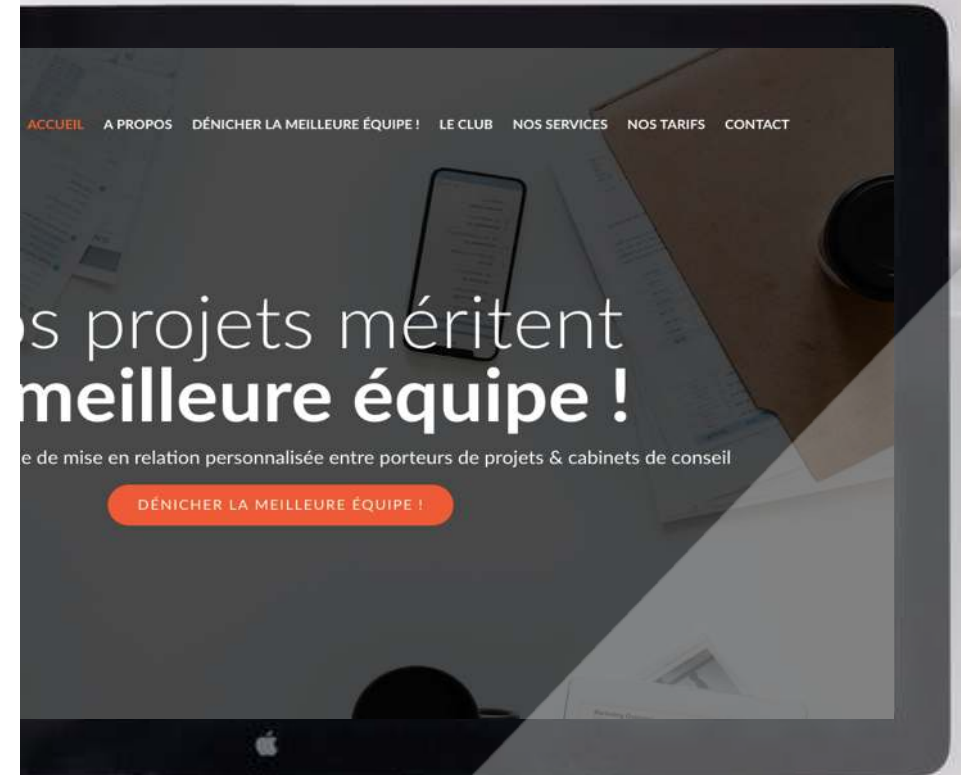 ACCUEIL A PROPOS DÉNICHER LA MEILLEURE ÉQUIPE ! LE CLUB NOS SERVICES NOS TARIFS CONTACT
os projets méritent
meilleure équipe !
e de mise en relation personnalisée entre porteurs de projets & cabinets de conseil
DÉNICHER LA MEILLEURE ÉQUIPE !